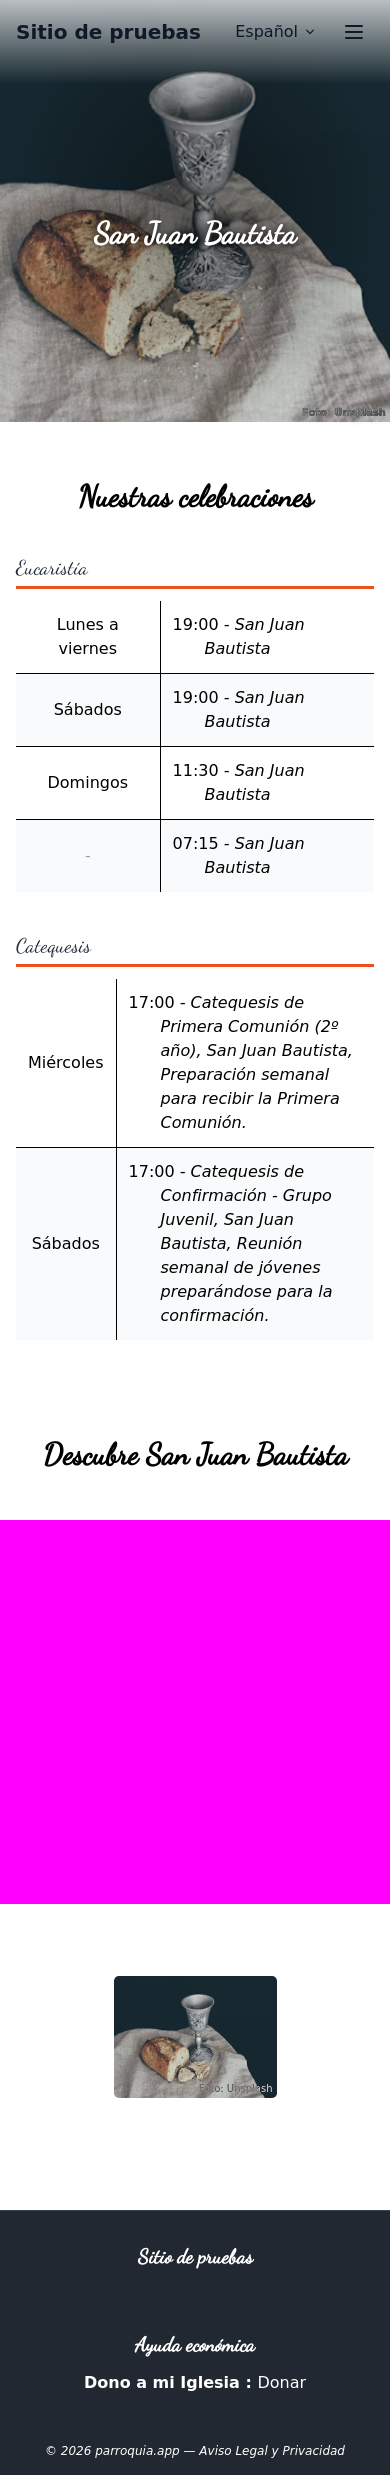 Sitio de pruebas
Español
San Juan Bautista
Foto: Unsplash
Nuestras celebraciones
Eucaristía
Lunes a
viernes
19:00 - San Juan
Bautista
Sábados
19:00 - San Juan
Bautista
Domingos
11:30 - San Juan
Bautista
-
07:15 - San Juan
Bautista
Catequesis
Miércoles
17:00 - Catequesis de
Primera Comunión (2º
año), San Juan Bautista,
Preparación semanal
para recibir la Primera
Comunión.
Sábados
17:00 - Catequesis de
Confirmación - Grupo
Juvenil, San Juan
Bautista, Reunión
semanal de jóvenes
preparándose para la
confirmación.
Descubre San Juan Bautista
Foto: Unsplash
Sitio de pruebas
Ayuda económica
Dono a mi Iglesia : Donar
© 2026 parroquia.app — Aviso Legal y Privacidad